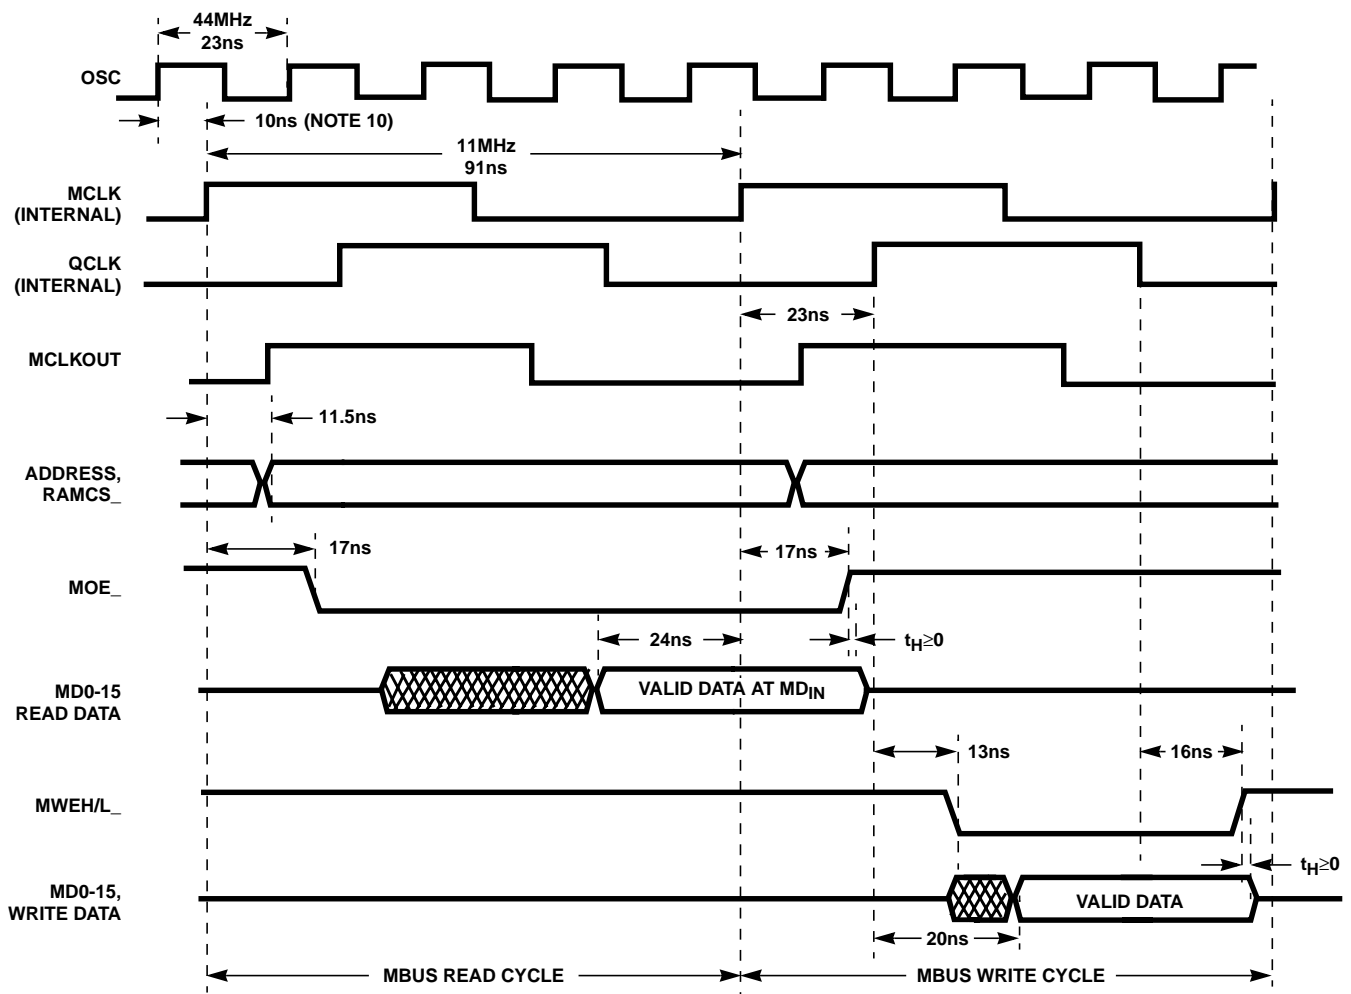 44MHz
23ns
OSC
10ns (NOTE 10)
11MHz
91ns
MCLK
(INTERNAL)
QCLK
(INTERNAL)
23ns
MCLKOUT
11.5ns
ADDRESS,
RAMCS_
17ns
17ns
MOE_
24ns
tH≥0
MD0-15
READ DATA
VALID DATA AT MDIN
13ns
16ns
MWEH/L_
tH≥0
MD0-15,
WRITE DATA
VALID DATA
20ns
MBUS READ CYCLE
MBUS WRITE CYCLE